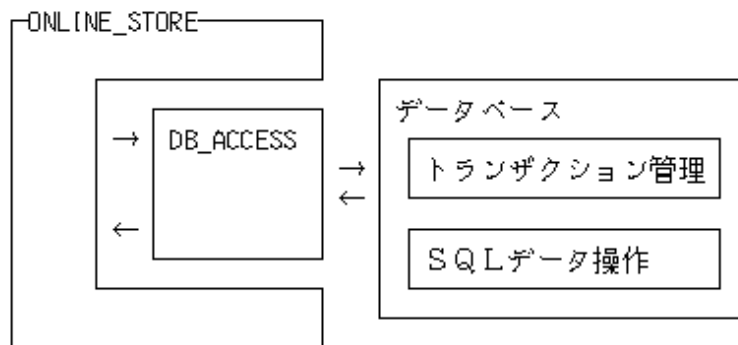 ONLINE_STORE
DB_ACCESS
データベース
トランザクション管理
SQLデータ操作